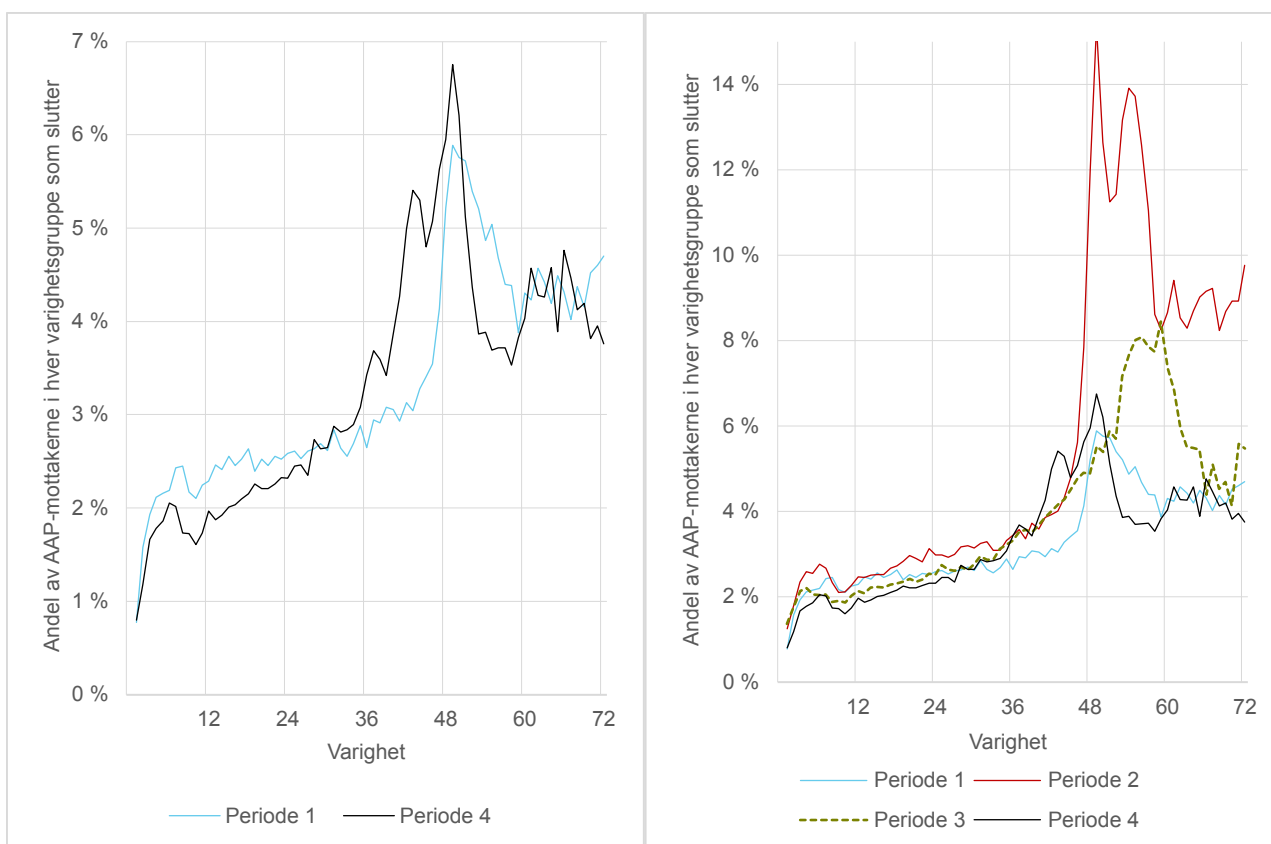 Andel av AAP-mottakerne i hver varighetsgruppe som slutter
7 %
6 %
5 %
4 %
3 %
2 %
1 %
0 %
12 24 36 48 60 72
Varighet
Periode 1 Periode 4
Andel av AAP-mottakerne i hver varighetsgruppe som slutter
14 %
12 %
10 %
8 %
6 %
4 %
2 %
0 %
12 24 36 48 60 72
Varighet
Periode 1 Periode 2
Periode 3 Periode 4